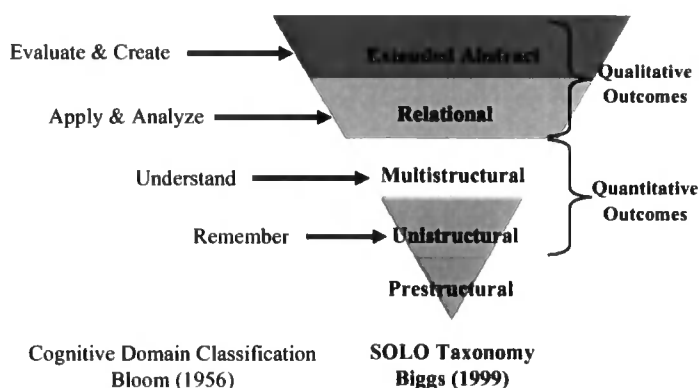 Evaluate & Create
Extended Abstract
Qualitative
Outcomes
Apply & Analyze
Relational
Understand
Multistructural
Quantitative
Outcomes
Remember
Unistructural
Prestructural
Cognitive Domain Classification
Bloom (1956)
SOLO Taxonomy
Biggs (1999)